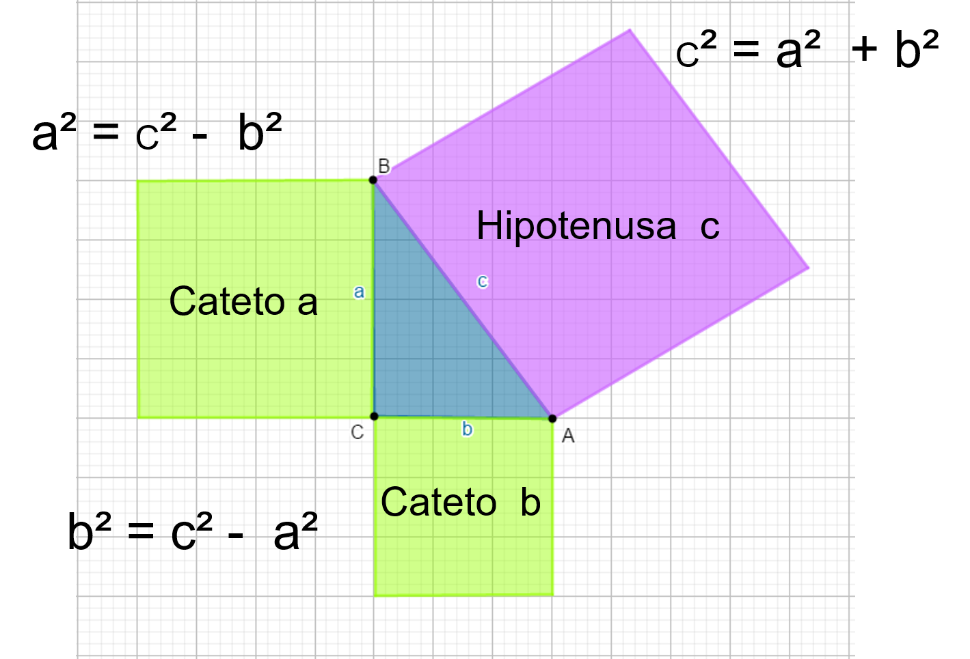 c² = a² + b²
a² = c² - b²
B
Hipotenusa c
a
c
Cateto a
C
b
A
Cateto b
b² = c² - a²